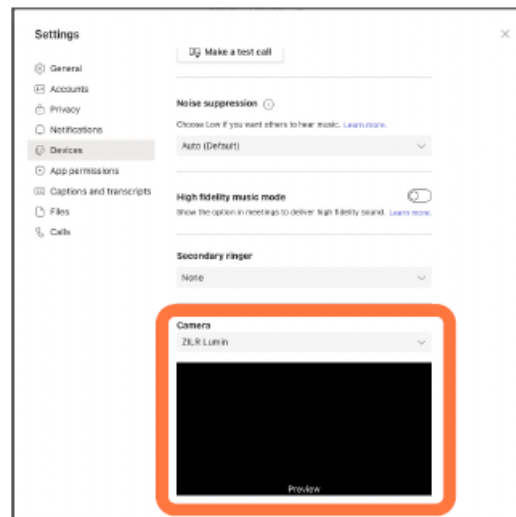 Settings
Make a test call
General
Accounts
Privacy
Notifications
Devices
App permissions
Captions and transcripts
Files
Calls
Noise suppression
Choose Low if you want others to hear music. Learn more.
Auto (Default)
High fidelity music mode
Show the option in meetings to deliver high fidelity sound. Learn more.
Secondary ringer
None
Camera
ZILR Lumin
Preview